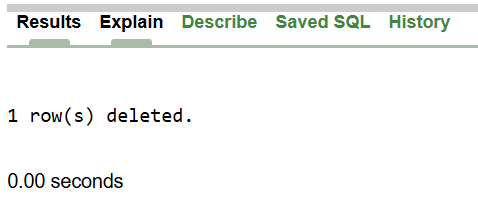 Results Explain Describe Saved SQL History
1 row(s) deleted.
0.00 seconds